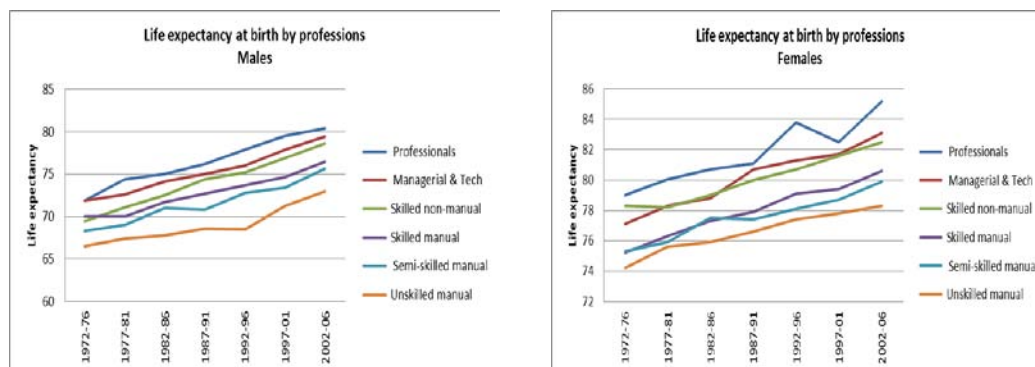 Life expectancy at birth by professions
Males
Life expectancy
85
80
75
70
65
60
1972-76
1977-81
1982-86
1987-91
1992-96
1997-01
2002-06
Professionals
Managerial & Tech
Skilled non-manual
Skilled manual
Semi-skilled manual
Unskilled manual
Life expectancy at birth by professions
Females
Life expectancy
86
84
82
80
78
76
74
72
1972-76
1977-81
1982-86
1987-91
1992-96
1997-01
2002-06
Professionals
Managerial & Tech
Skilled non-manual
Skilled manual
Semi-skilled manual
Unskilled manual